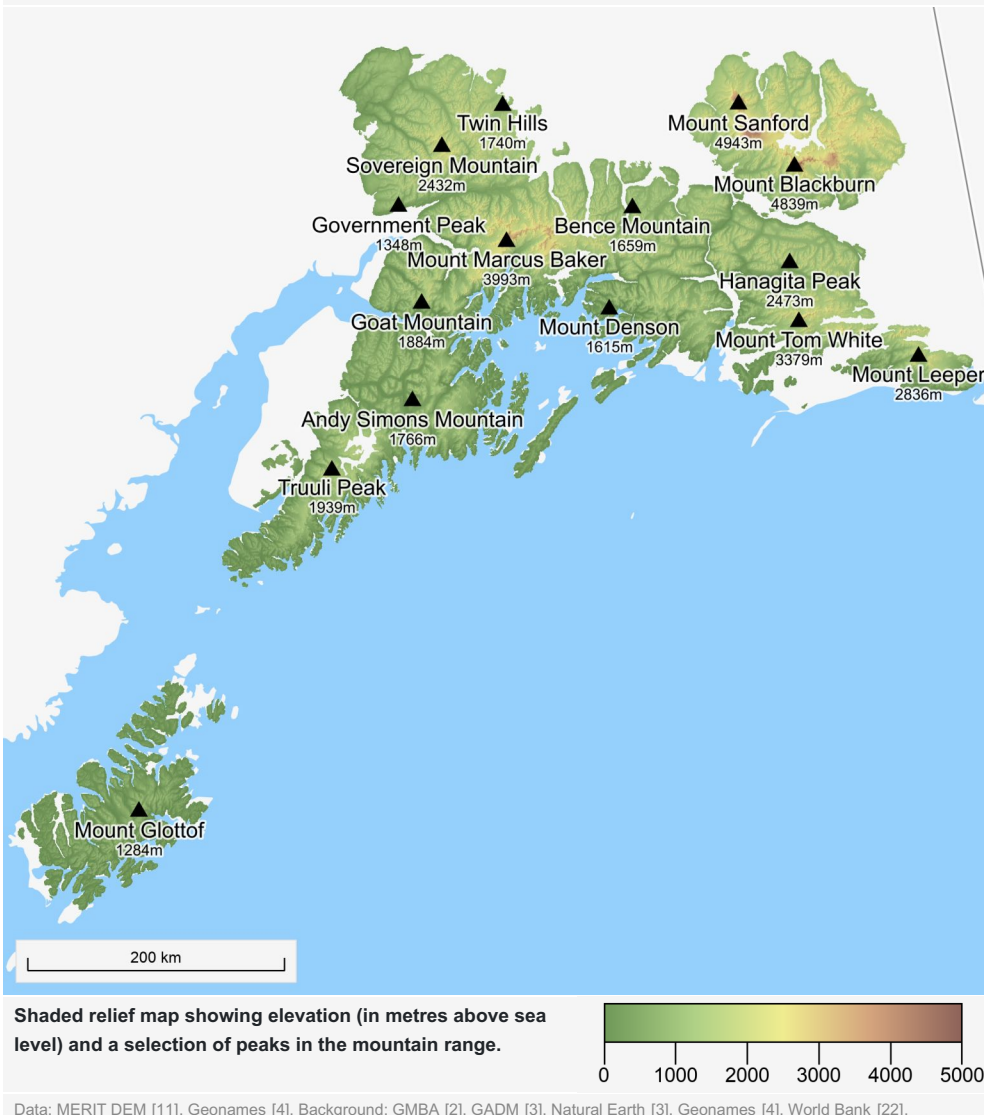 Twin Hills
1740m
Mount Sanford
4943m
Sovereign Mountain
2432m
Mount Blackburn
4839m
Government Peak
1348m
Bence Mountain
1659m
Mount Marcus Baker
3993m
Hanagita Peak
2473m
Goat Mountain
1884m
Mount Denson
1615m
Mount Tom White
3379m
Mount Leeper
2836m
Andy Simons Mountain
1766m
Truuli Peak
1939m
Mount Glottof
1284m
200 km
Shaded relief map showing elevation (in metres above sea
level) and a selection of peaks in the mountain range.
0 1000 2000 3000 4000 5000
Data: MERIT DEM [11], Geonames [4]. Background: GMBA [2], GADM [3], Natural Earth [3], Geonames [4], World Bank [22].